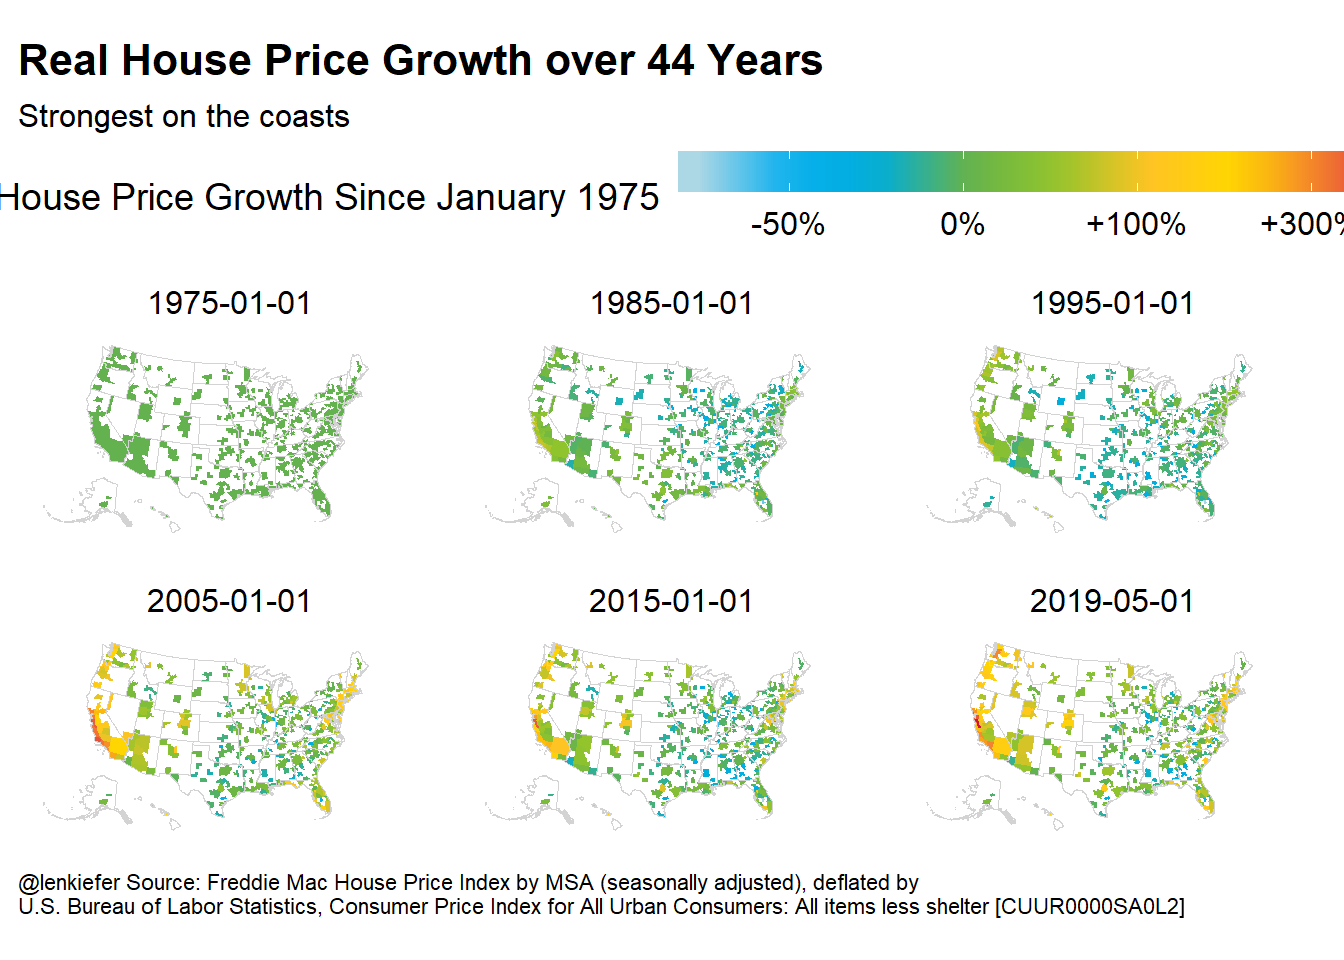 Real House Price Growth over 44 Years
Strongest on the coasts
House Price Growth Since January 1975
-50% 0% +100% +300%
1975-01-01 1985-01-01 1995-01-01
2005-01-01 2015-01-01 2019-05-01
@lenkiefer Source: Freddie Mac House Price Index by MSA (seasonally adjusted), deflated by
U.S. Bureau of Labor Statistics, Consumer Price Index for All Urban Consumers: All items less shelter [CUUR0000SA0L2]